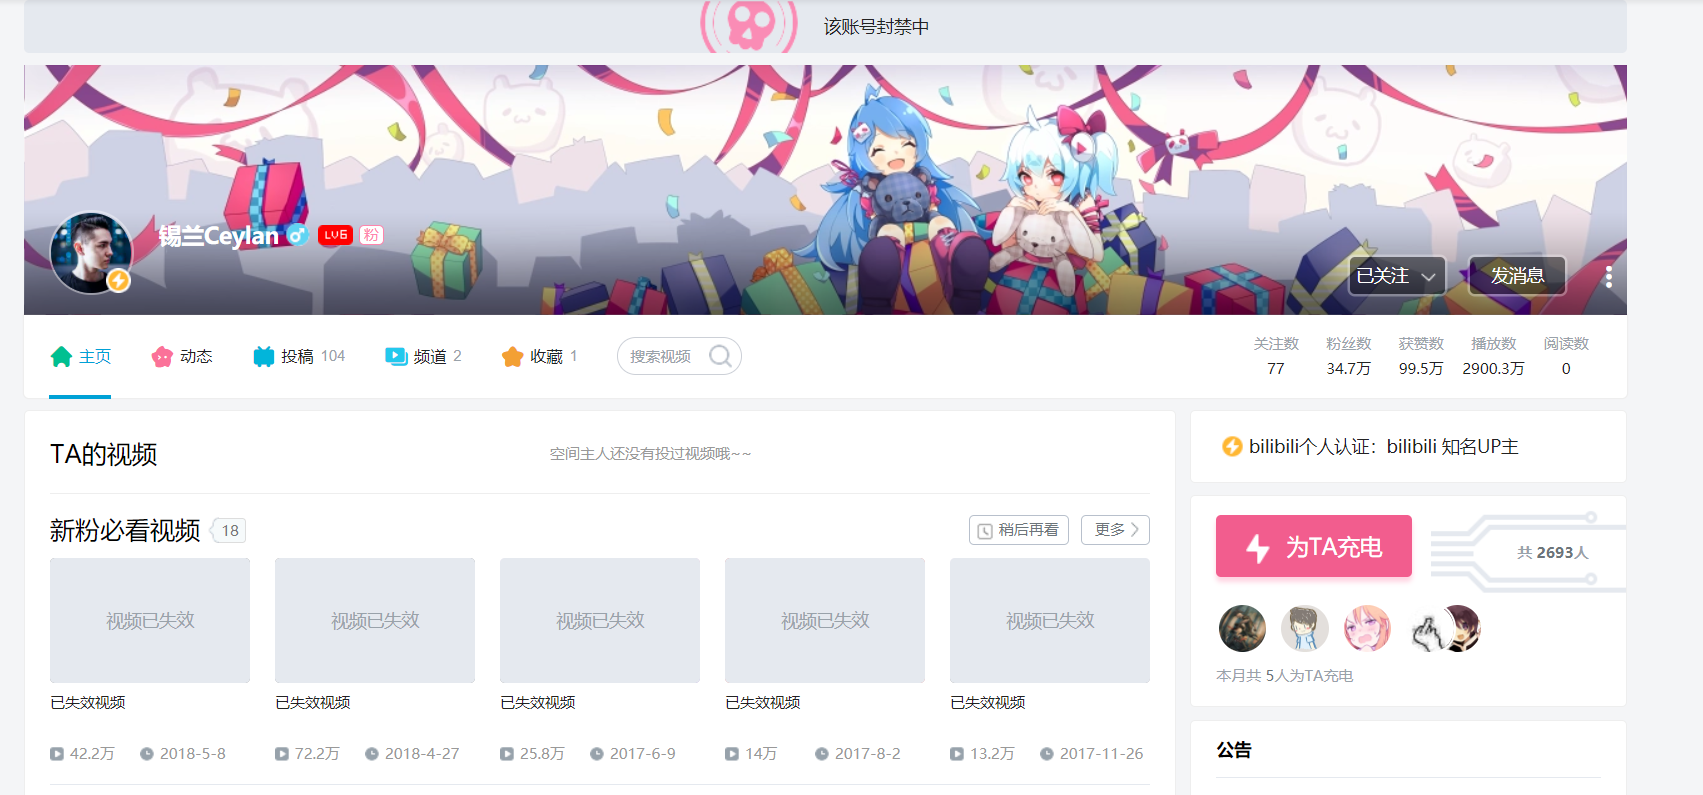 该账号封禁中
锡兰Ceylan LV6 粉
已关注 发消息
主页 动态 投稿 104 频道 2 收藏 1 搜索视频
关注数 粉丝数 获赞数 播放数 阅读数
77 34.7万 99.5万 2900.3万 0
TA的视频 空间主人还没有投过视频哦~~
bilibili个人认证：bilibili 知名UP主
新粉必看视频 18 稍后再看 更多
为TA充电 共 2693人
视频已失效 视频已失效 视频已失效 视频已失效 视频已失效
本月共 5人为TA充电
已失效视频 已失效视频 已失效视频 已失效视频 已失效视频
42.2万 2018-5-8 72.2万 2018-4-27 25.8万 2017-6-9 14万 2017-8-2 13.2万 2017-11-26
公告